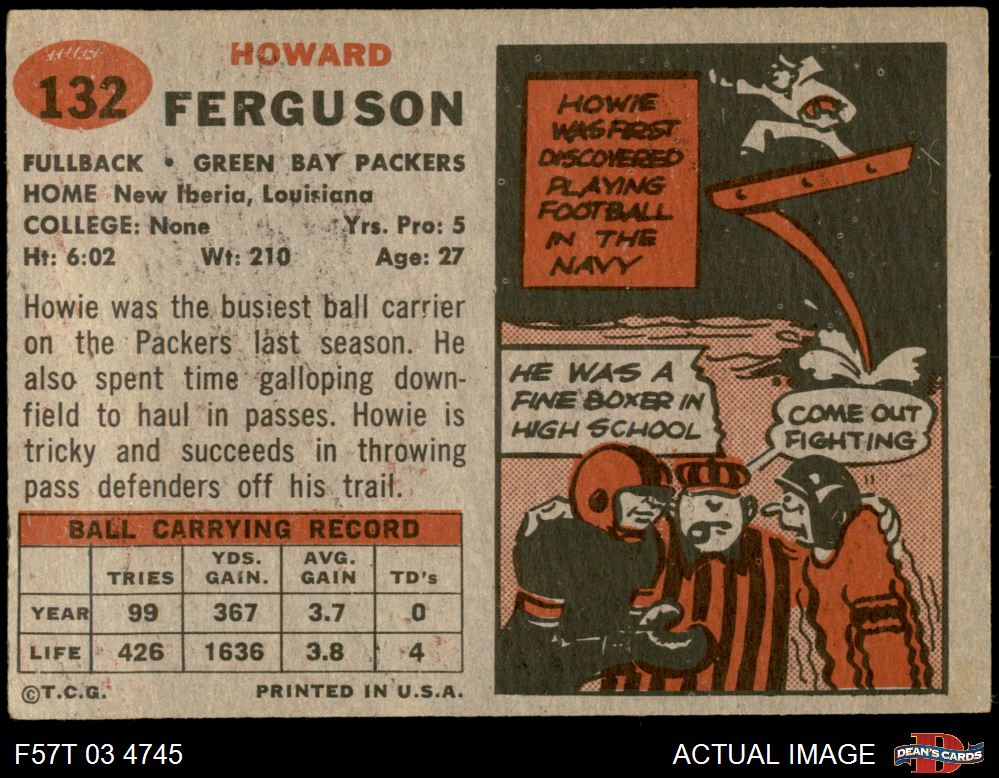 HOWARD
132
FERGUSON
FULLBACK • GREEN BAY PACKERS
HOME New Iberia, Louisiana
COLLEGE: None Yrs. Pro: 5
Ht: 6:02 Wt: 210 Age: 27
Howie was the busiest ball carrier
on the Packers last season. He
also spent time galloping down-
field to haul in passes. Howie is
tricky and succeeds in throwing
pass defenders off his trail.
BALL CARRYING RECORD
TRIES YDS. GAIN. AVG. GAIN TD's
YEAR 99 367 3.7 0
LIFE 426 1636 3.8 4
©T.C.G. PRINTED IN U.S.A.
HOWIE
WAS FIRST
DISCOVERED
PLAYING
FOOTBALL
IN THE
NAVY
HE WAS A
FINE BOXER IN
HIGH SCHOOL
COME OUT
FIGHTING
F57T 03 4745
ACTUAL IMAGE
D
DEAN'S CARDS